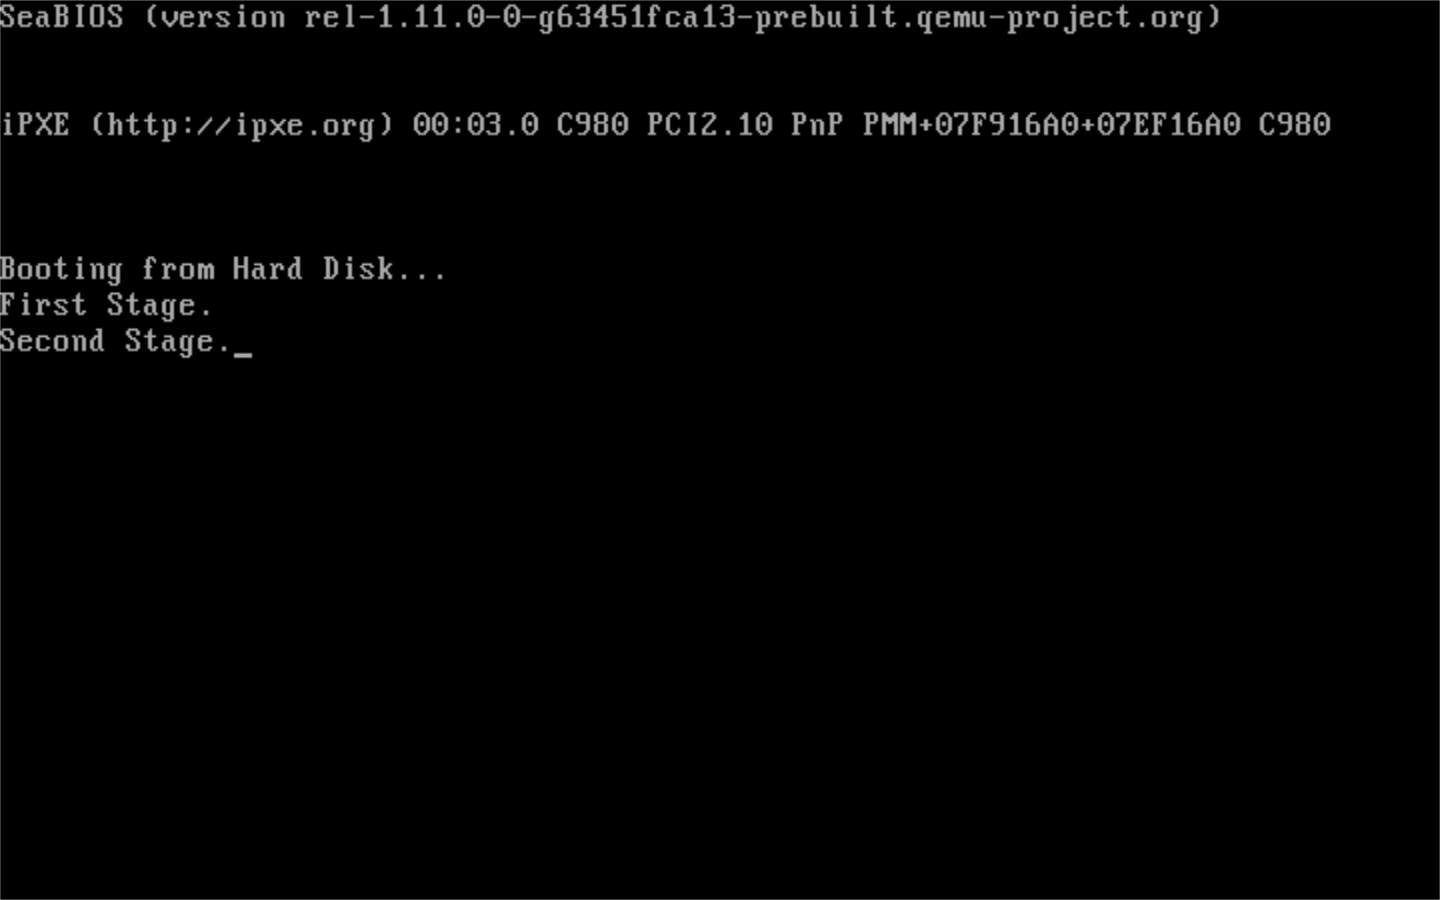 SeaBIOS (version rel-1.11.0-0-g63451fca13-prebuilt.qemu-project.org)
iPXE (http://ipxe.org) 00:03.0 C980 PCI2.10 PnP PMM+07F916A0+07EF16A0 C980
Booting from Hard Disk...
First Stage.
Second Stage._